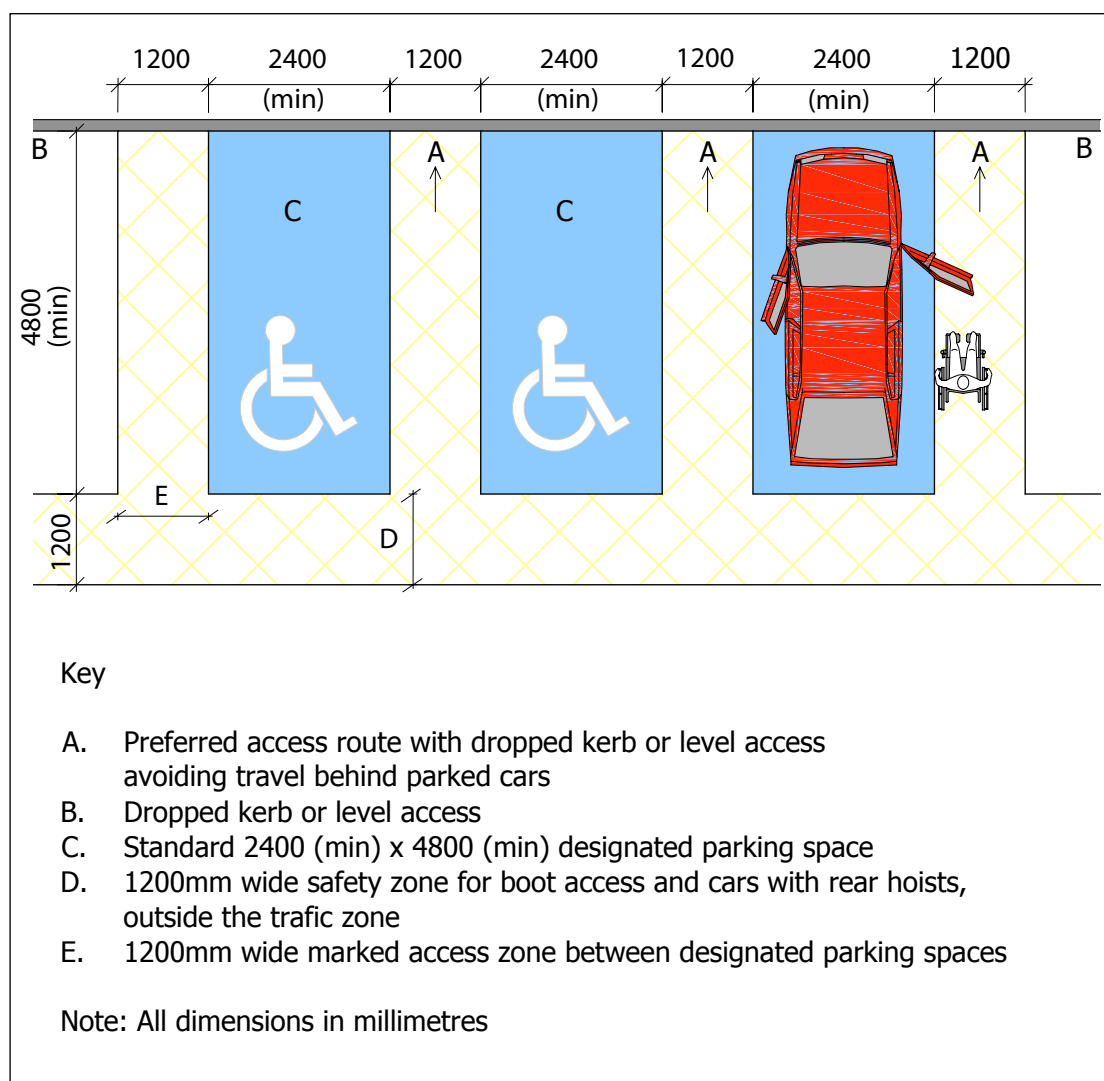 1200 2400 1200 2400 1200 2400 1200
(min) (min) (min)
B A A A B
C C
4800
(min)
E
D
1200
Key
A. Preferred access route with dropped kerb or level access
avoiding travel behind parked cars
B. Dropped kerb or level access
C. Standard 2400 (min) x 4800 (min) designated parking space
D. 1200mm wide safety zone for boot access and cars with rear hoists,
outside the trafic zone
E. 1200mm wide marked access zone between designated parking spaces
Note: All dimensions in millimetres